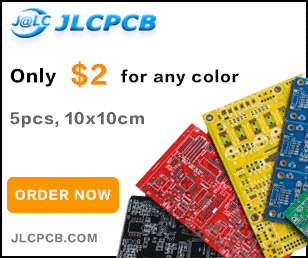 J@LC JLCPCB
Only $2 for any color
5pcs, 10x10cm
ORDER NOW
JLCPCB.COM